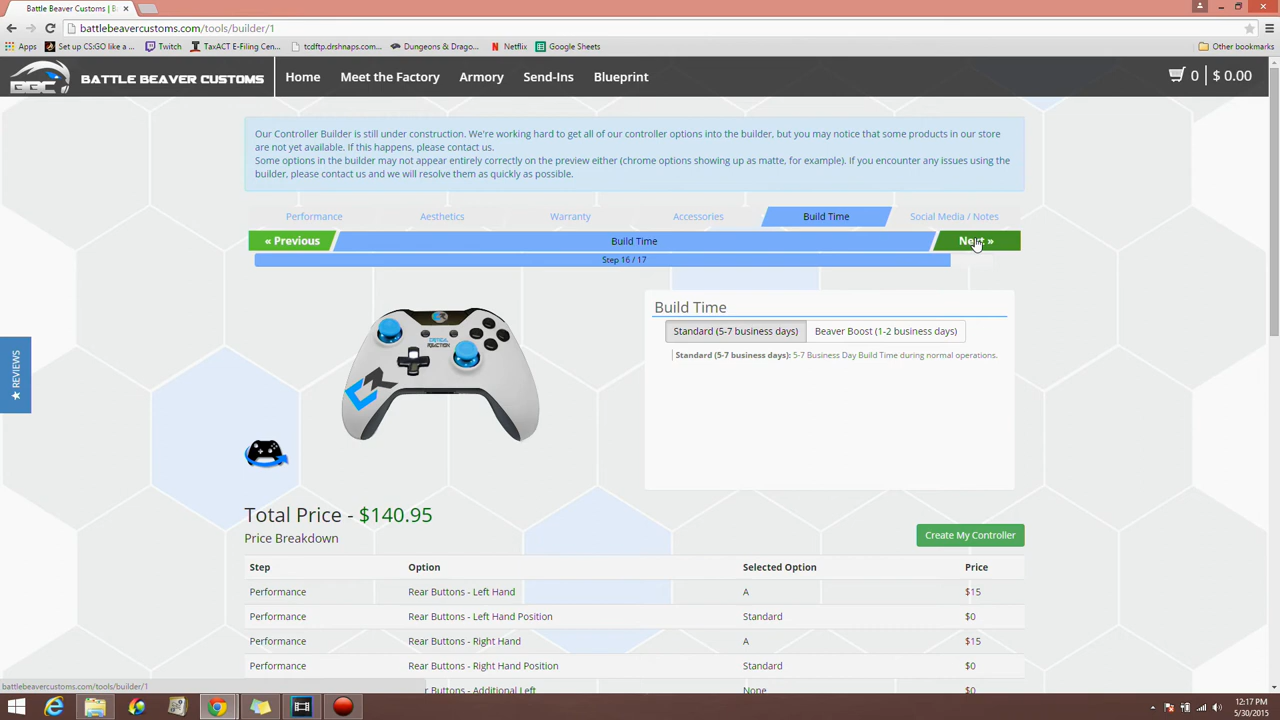 Battle Beaver Customs | B
battlebeavercustoms.com/tools/builder/1
Apps Set up CS:GO like a ... Twitch TaxACT E-Filing Cen... tcdftp.drshnaps.com/... Dungeons & Drago... Netflix Google Sheets Other bookmarks
BATTLE BEAVER CUSTOMS Home Meet the Factory Armory Send-Ins Blueprint 0 | $ 0.00
Our Controller Builder is still under construction. We're working hard to get all of our controller options into the builder, but you may notice that some products in our store
are not yet available. If this happens, please contact us.
Some options in the builder may not appear entirely correctly on the preview either (chrome options showing up as matte, for example). If you encounter any issues using the
builder, please contact us and we will resolve them as quickly as possible.
Performance Aesthetics Warranty Accessories Build Time Social Media / Notes
« Previous Build Time Next »
Step 16 / 17
Build Time
Standard (5-7 business days) Beaver Boost (1-2 business days)
Standard (5-7 business days): 5-7 Business Day Build Time during normal operations.
CRITICAL
REACTION
REVIEWS
Total Price - $140.95
Price Breakdown
Create My Controller
Step Option Selected Option Price
Performance Rear Buttons - Left Hand A $15
Performance Rear Buttons - Left Hand Position Standard $0
Performance Rear Buttons - Right Hand A $15
Performance Rear Buttons - Right Hand Position Standard $0
Buttons - Additional Left None $0
battlebeavercustoms.com/tools/builder/1
12:17 PM
5/30/2015